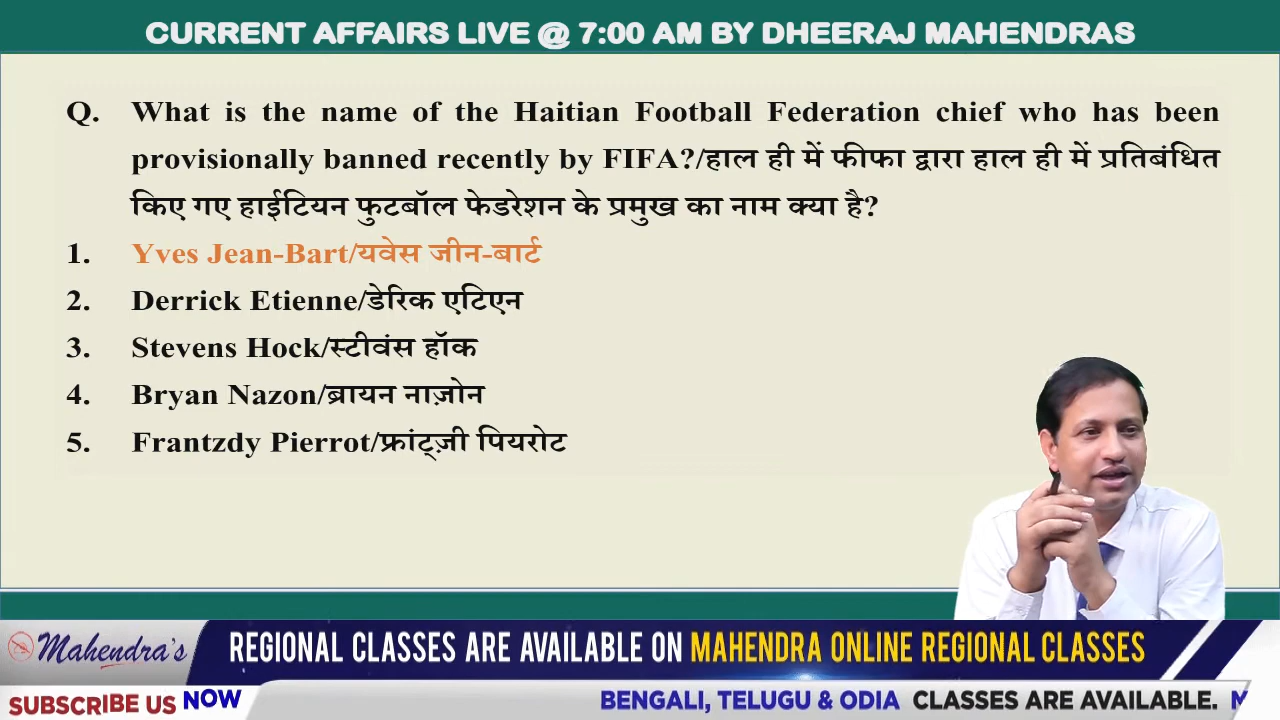 CURRENT AFFAIRS LIVE @ 7:00 AM BY DHEERAJ MAHENDRAS
Q. What is the name of the Haitian Football Federation chief who has been
provisionally banned recently by FIFA?/हाल ही में फीफा द्वारा हाल ही में प्रतिबंधित
किए गए हाईटियन फुटबॉल फेडरेशन के प्रमुख का नाम क्या है?
1. Yves Jean-Bart/यवेस जीन-बार्ट
2. Derrick Etienne/डेरिक एटिएन
3. Stevens Hock/स्टीवंस हॉक
4. Bryan Nazon/ब्रायन नाज़ोन
5. Frantzdy Pierrot/फ्रांट्ज़ी पियरोट
Mahendra's
REGIONAL CLASSES ARE AVAILABLE ON MAHENDRA ONLINE REGIONAL CLASSES
SUBSCRIBE US NOW
BENGALI, TELUGU & ODIA CLASSES ARE AVAILABLE. M